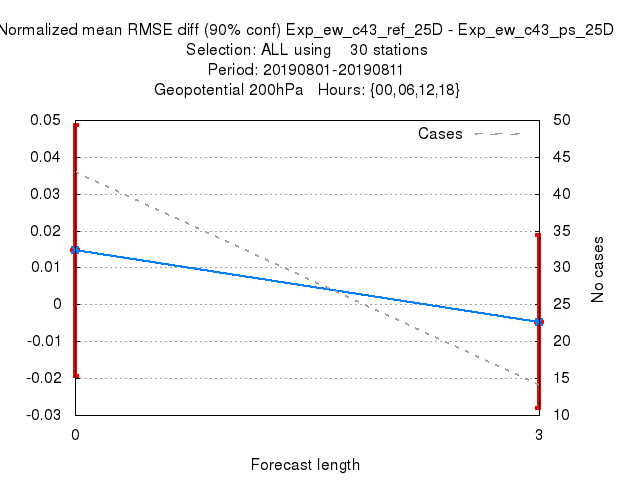 Normalized mean RMSE diff (90% conf) Exp_ew_c43_ref_25D - Exp_ew_c43_ps_25D
Selection: ALL using    30 stations
Period: 20190801-20190811
Geopotential 200hPa   Hours: {00,06,12,18}
Cases
0.05
0.04
0.03
0.02
0.01
0
-0.01
-0.02
-0.03
50
45
40
35
30
25
20
15
10
No cases
0
3
Forecast length